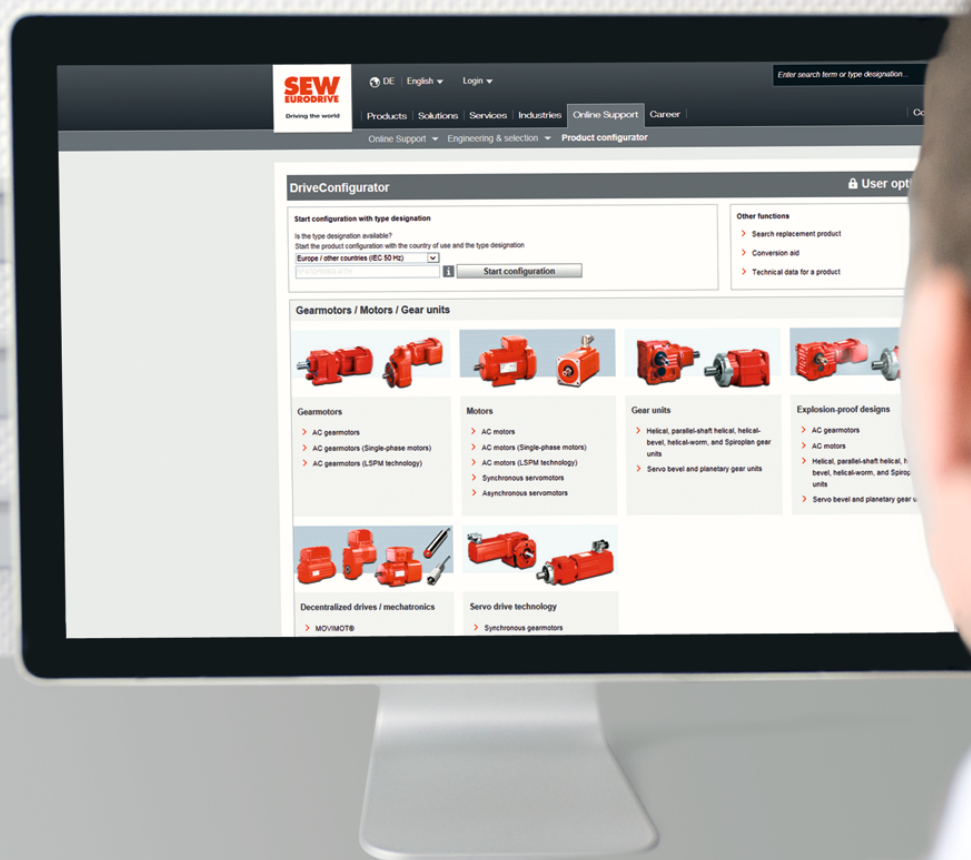 SEW
EURODRIVE
Driving the world
DE English Login
Enter search term or type designation...
Products Solutions Services Industries Online Support Career
Online Support Engineering & selection Product configurator
DriveConfigurator
User opti
Start configuration with type designation
Is the type designation available?
Start the product configuration with the country of use and the type designation
Europe / other countries (IEC 50 Hz)
i Start configuration
Other functions
Search replacement product
Conversion aid
Technical data for a product
Gearmotors / Motors / Gear units
Gearmotors
AC gearmotors
AC gearmotors (Single-phase motors)
AC gearmotors (LSPM technology)
Motors
AC motors
AC motors (Single-phase motors)
AC motors (LSPM technology)
Synchronous servomotors
Asynchronous servomotors
Gear units
Helical, parallel-shaft helical, helical-
bevel, helical-worm, and Spiroplan gear
units
Servo bevel and planetary gear units
Explosion-proof designs
AC gearmotors
AC motors
Helical, parallel-shaft helical, h
bevel, helical-worm, and Spirop
units
Servo bevel and planetary gear u
Decentralized drives / mechatronics
MOVIMOT®
Servo drive technology
Synchronous gearmotors